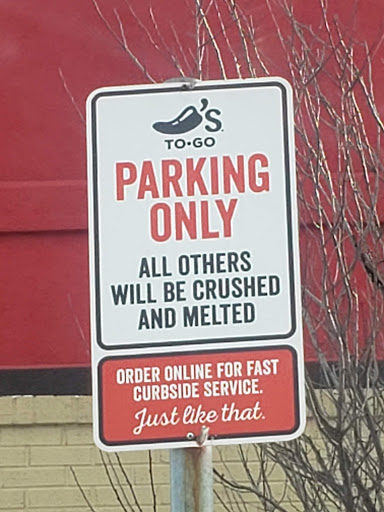 's
TO•GO
PARKING
ONLY
ALL OTHERS
WILL BE CRUSHED
AND MELTED
ORDER ONLINE FOR FAST
CURBSIDE SERVICE.
Just like that.